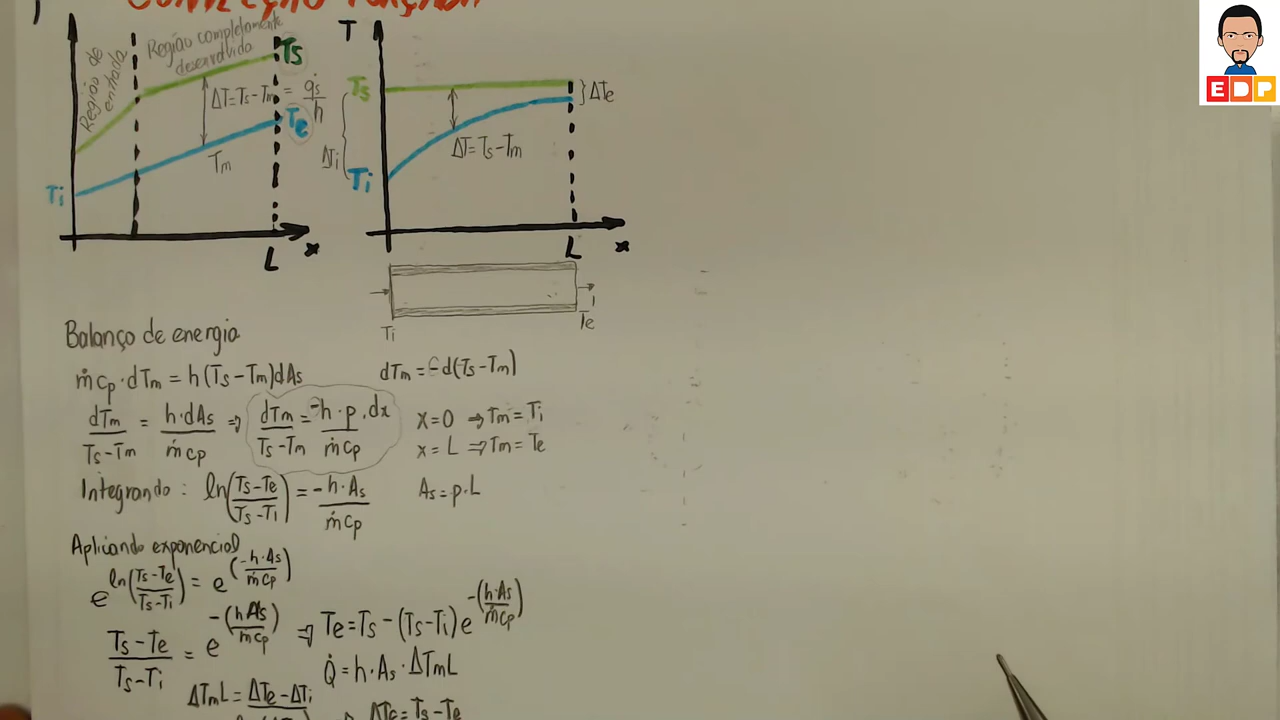 Região de entrada
Região completamente desenvolvida
Ts
ΔT=Ts-Tm = q̇s/h
Te
Tm
Ti
x
L
T
Ts
ΔTe
ΔTi
ΔT=Ts-Tm
Ti
L
x
Ti
Te
Balanço de energia
ṁcp·dTm = h(Ts-Tm)dAs
dTm = -d(Ts-Tm)
dTm/(Ts-Tm) = h·dAs/ṁcp ⇒ dTm/(Ts-Tm) = -h·p·dx/ṁcp
x=0 → Tm=Ti
x=L ⇒ Tm=Te
Integrando: ln((Ts-Te)/(Ts-Ti)) = -h·As/ṁcp
As=p·L
Aplicando exponencial
e^ln((Ts-Te)/(Ts-Ti)) = e^(-h·As/ṁcp)
(Ts-Te)/(Ts-Ti) = e^-(hAs/ṁcp) ⇒ Te=Ts-(Ts-Ti)e^-(h·As/ṁcp)
Q̇=h·As·ΔTmL
ΔTmL = ΔTe-ΔTi
ΔTe=Ts-Te
EDP